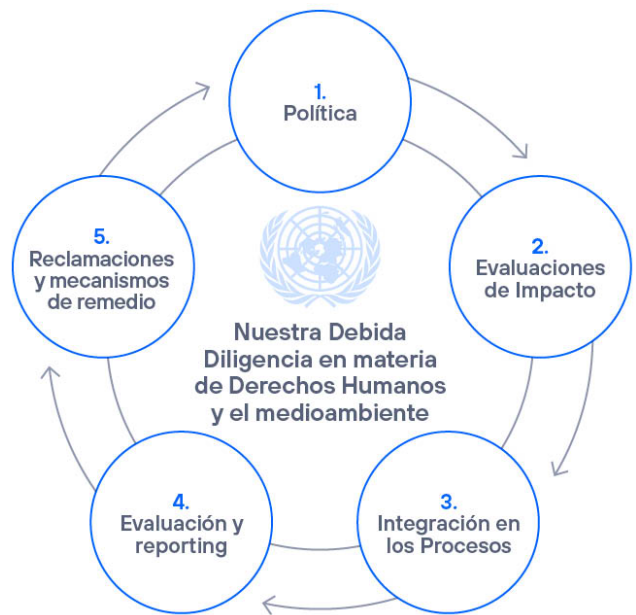 1.
Política
2.
Evaluaciones
de Impacto
3.
Integración en
los Procesos
4.
Evaluación y
reporting
5.
Reclamaciones
y mecanismos
de remedio
Nuestra Debida
Diligencia en materia
de Derechos Humanos
y el medioambiente